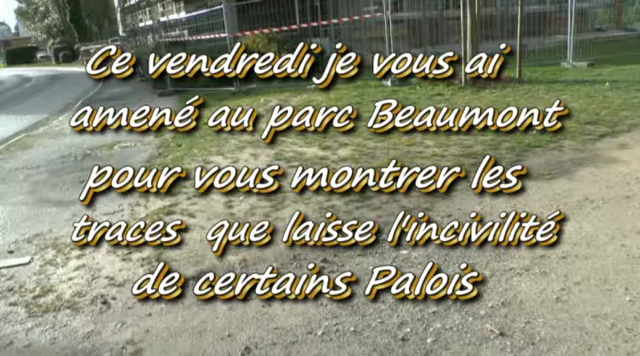 Ce vendredi je vous ai
amené au parc Beaumont
pour vous montrer les
traces que laisse l'incivilité
de certains Palois